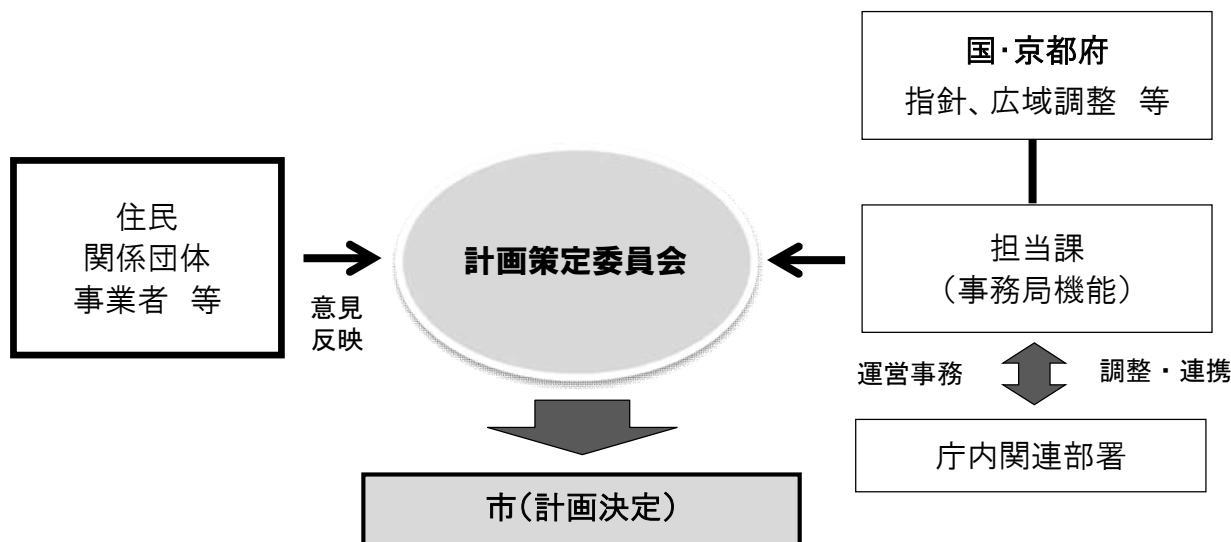 国・京都府
指針、広域調整 等
住民
関係団体
事業者 等
意見
反映
計画策定委員会
担当課
（事務局機能）
運営事務
調整・連携
庁内関連部署
市（計画決定）